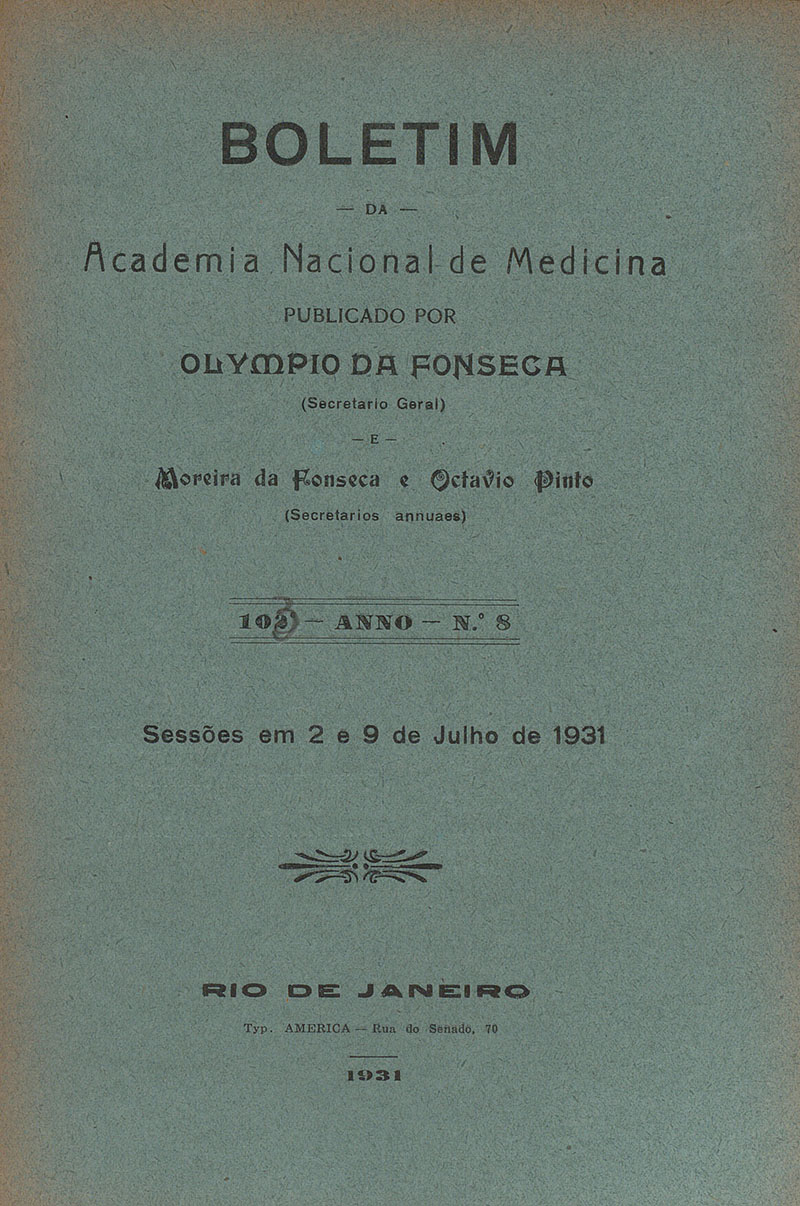 BOLETIM
— DA —
Academia Nacional de Medicina
PUBLICADO POR
OLYMPIO DA FONSECA
(Secretario Geral)
— E —
Moreira da Fonseca e Octavio Pinto
(Secretarios annuaes)
— ANNO — N.º 8
Sessões em 2 e 9 de Julho de 1931
RIO DE JANEIRO
Typ. AMERICA — Rua do Senado, 70
1931